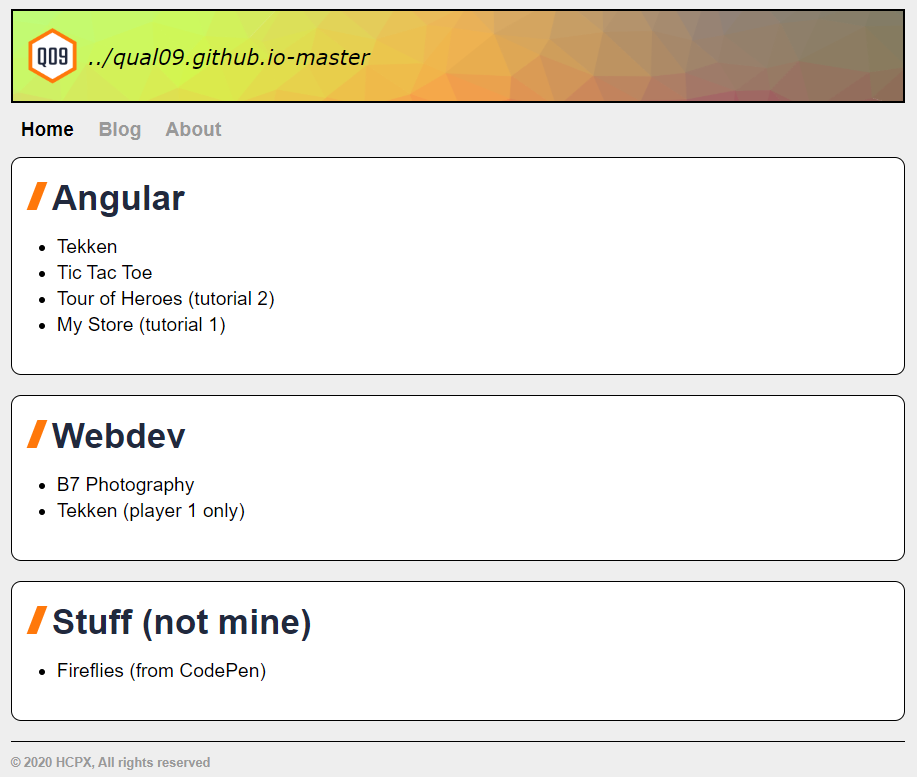 Q09
../qual09.github.io-master
Home Blog About
Angular
Tekken
Tic Tac Toe
Tour of Heroes (tutorial 2)
My Store (tutorial 1)
Webdev
B7 Photography
Tekken (player 1 only)
Stuff (not mine)
Fireflies (from CodePen)
© 2020 HCPX, All rights reserved